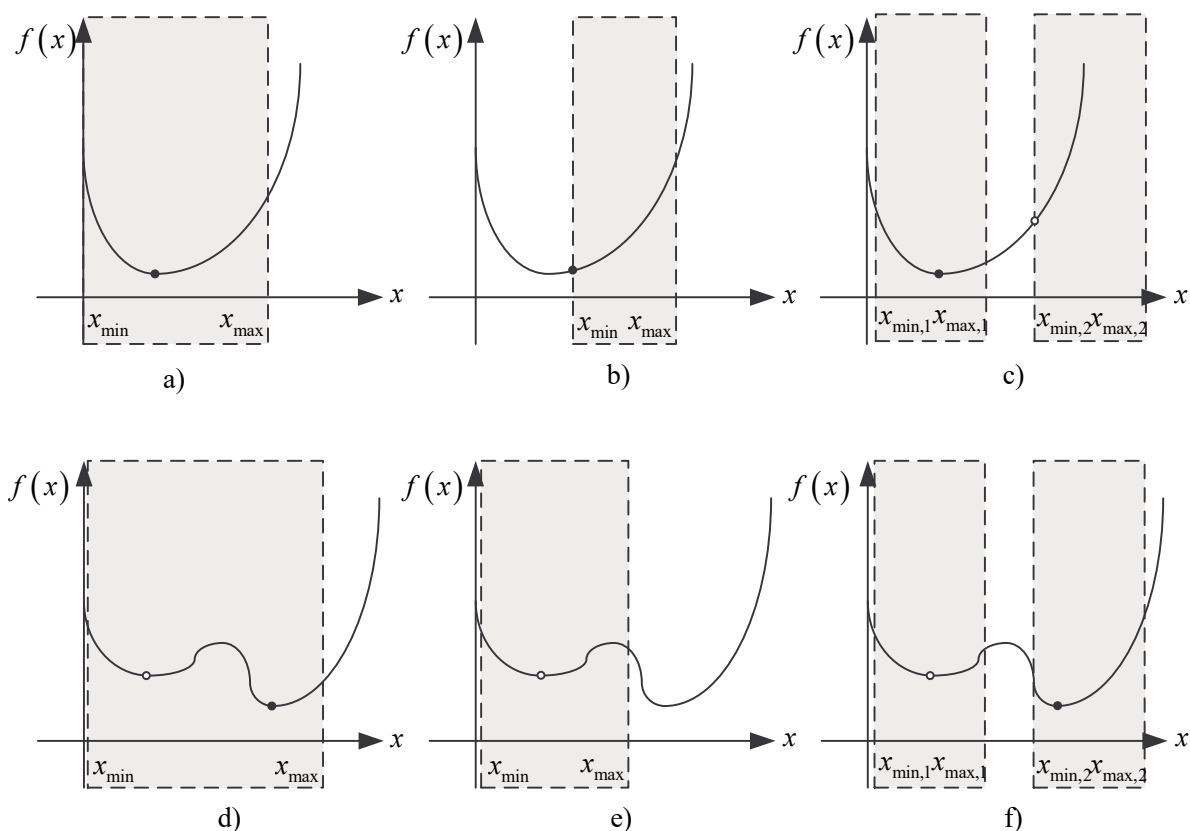 f(x)
x_min x_max
x
a)
x_min x_max
x
b)
f(x)
x_min,1 x_max,1 x_min,2 x_max,2
x
c)
f(x)
x_min x_max
x
d)
f(x)
x_min x_max
x
e)
f(x)
x_min,1 x_max,1 x_min,2 x_max,2
x
f)
f(x)